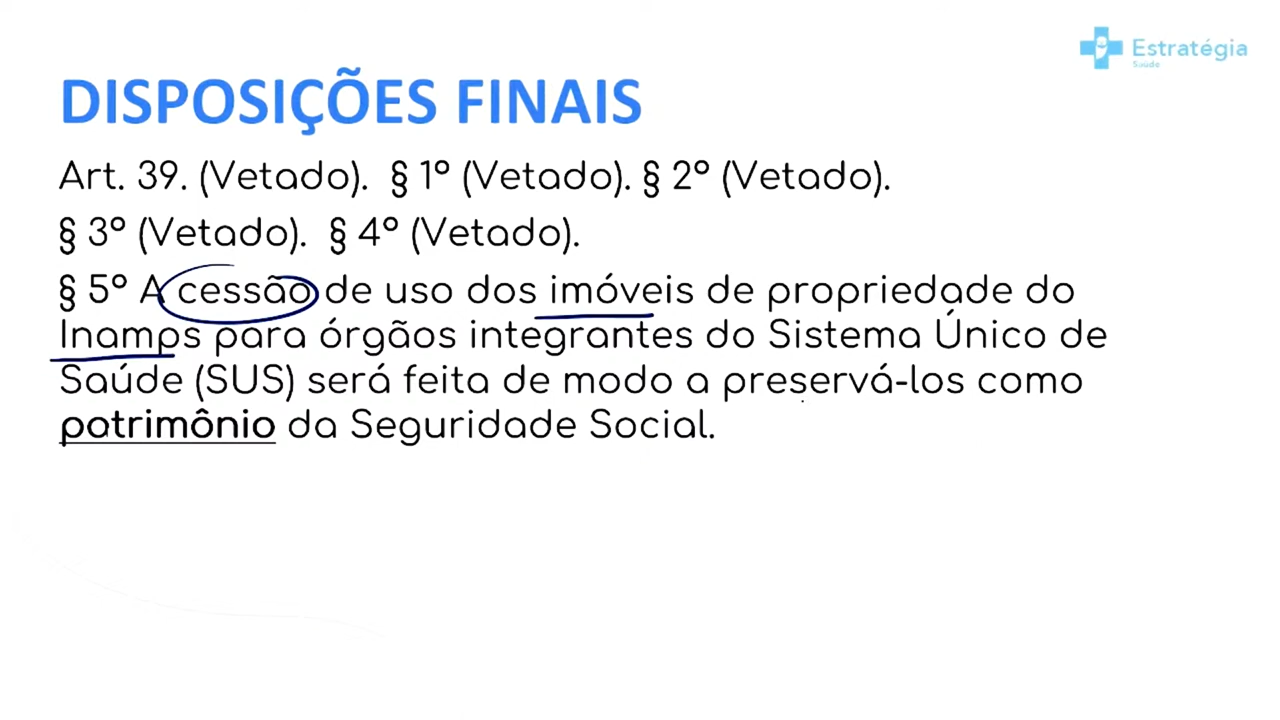 Estratégia
Saúde
DISPOSIÇÕES FINAIS
Art. 39. (Vetado). § 1º (Vetado). § 2º (Vetado).
§ 3º (Vetado). § 4º (Vetado).
§ 5º A cessão de uso dos imóveis de propriedade do
Inamps para órgãos integrantes do Sistema Único de
Saúde (SUS) será feita de modo a preservá-los como
patrimônio da Seguridade Social.